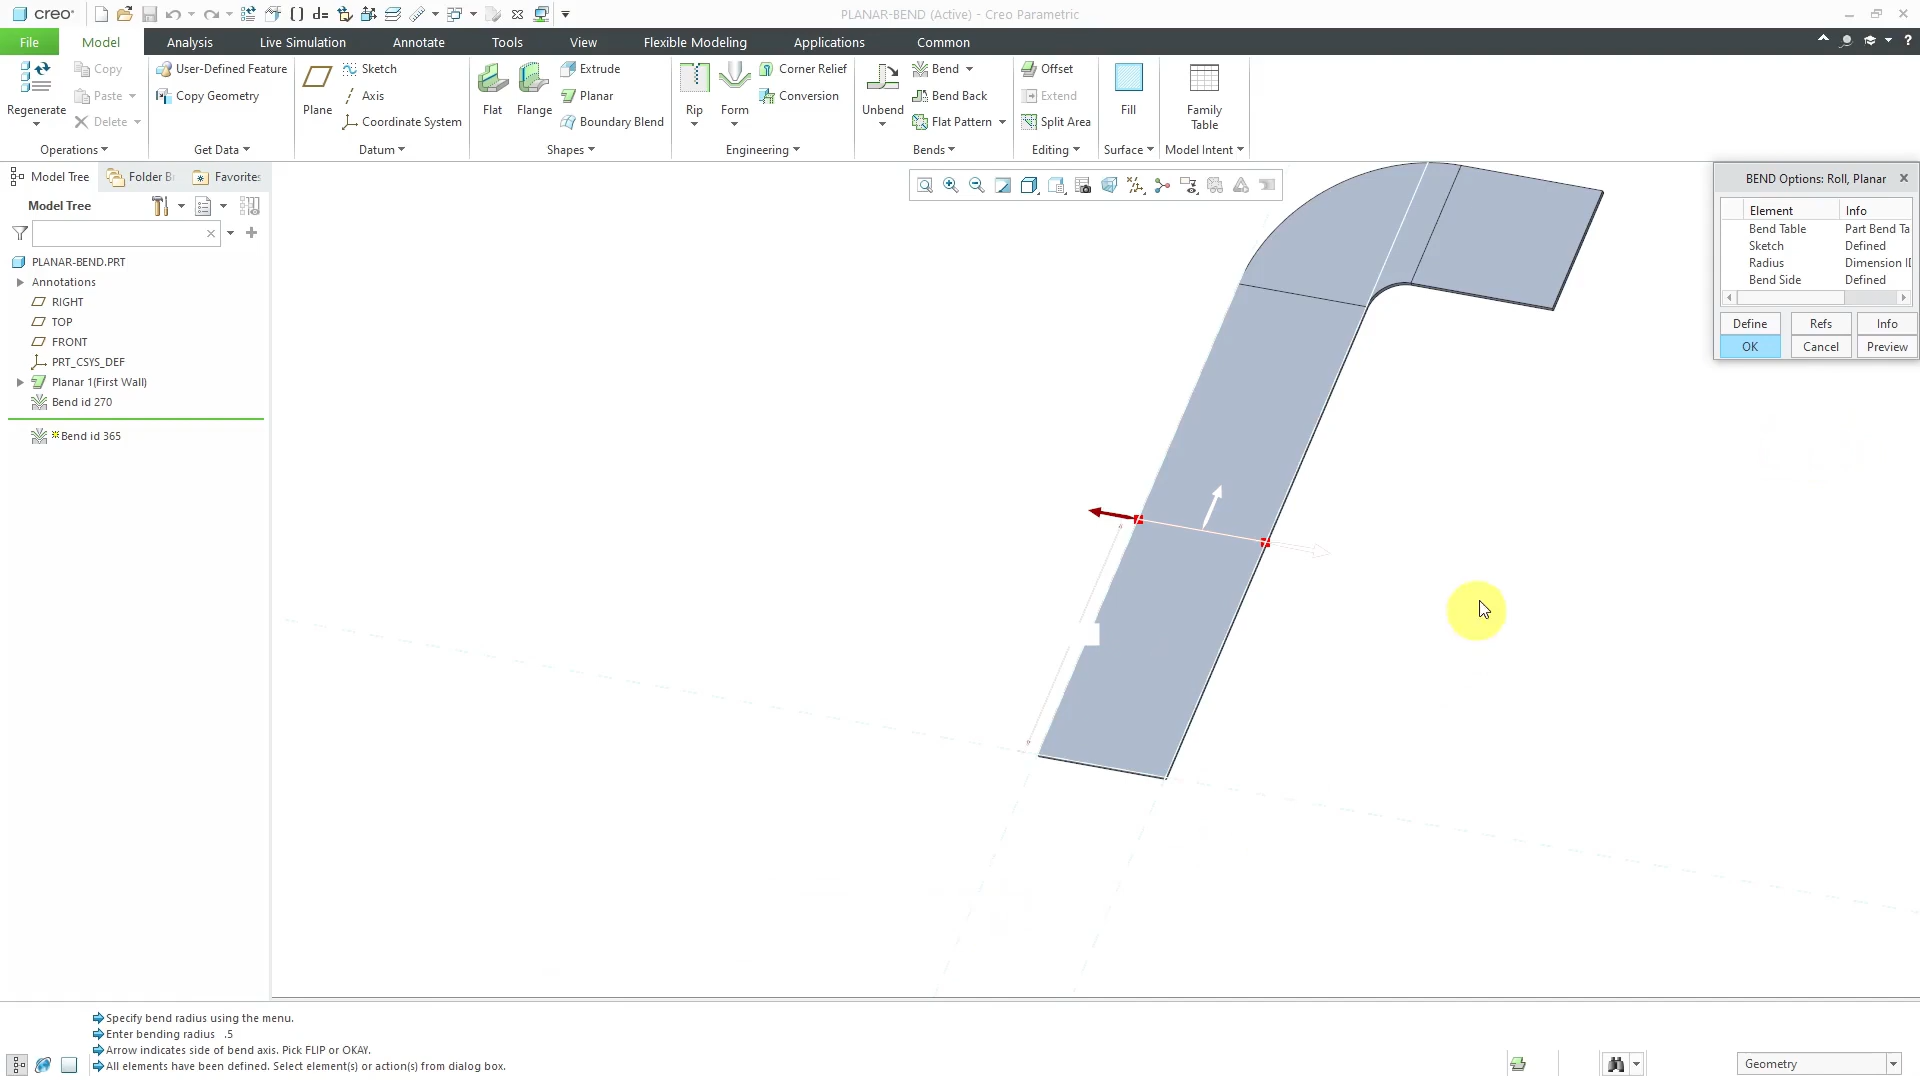 creo
PLANAR-BEND (Active) - Creo Parametric
File
Model
Analysis
Live Simulation
Annotate
Tools
View
Flexible Modeling
Applications
Common
Regenerate
Copy
Paste
Delete
Operations
User-Defined Feature
Copy Geometry
Get Data
Plane
Sketch
Axis
Coordinate System
Datum
Flat
Flange
Extrude
Planar
Boundary Blend
Shapes
Rip
Form
Corner Relief
Conversion
Engineering
Unbend
Bend
Bend Back
Flat Pattern
Bends
Offset
Extend
Split Area
Editing
Fill
Surface
Family
Table
Model Intent
Model Tree
Folder B
Favorites
Model Tree
PLANAR-BEND.PRT
Annotations
RIGHT
TOP
FRONT
PRT_CSYS_DEF
Planar 1(First Wall)
Bend id 270
Bend id 365
BEND Options: Roll, Planar
Element Info
Bend Table Part Bend Ta
Sketch Defined
Radius Dimension I
Bend Side Defined
Define Refs Info
OK Cancel Preview
Specify bend radius using the menu.
Enter bending radius .5
Arrow indicates side of bend axis. Pick FLIP or OKAY.
All elements have been defined. Select element(s) or action(s) from dialog box.
Geometry